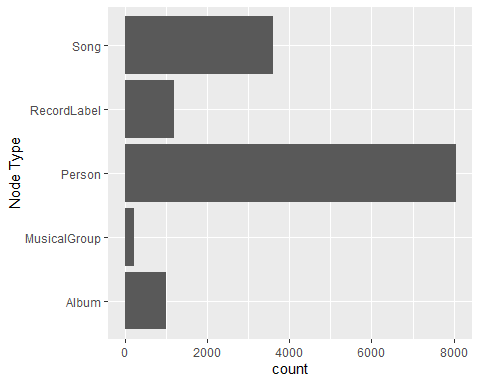 Song
RecordLabel
Person
MusicalGroup
Album
Node Type
0 2000 4000 6000 8000
count